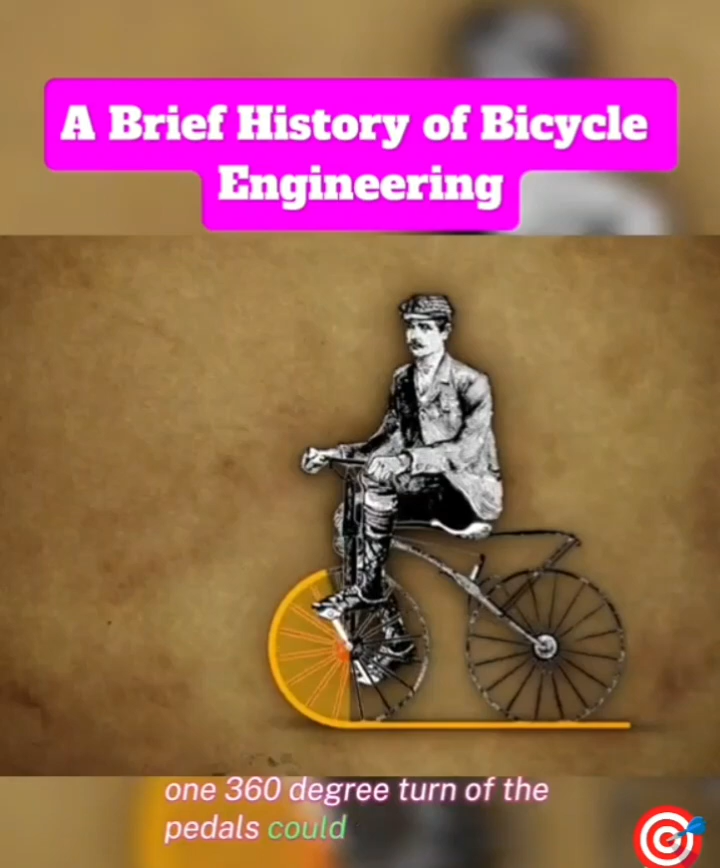 A Brief History of Bicycle
Engineering
one 360 degree turn of the
pedals could